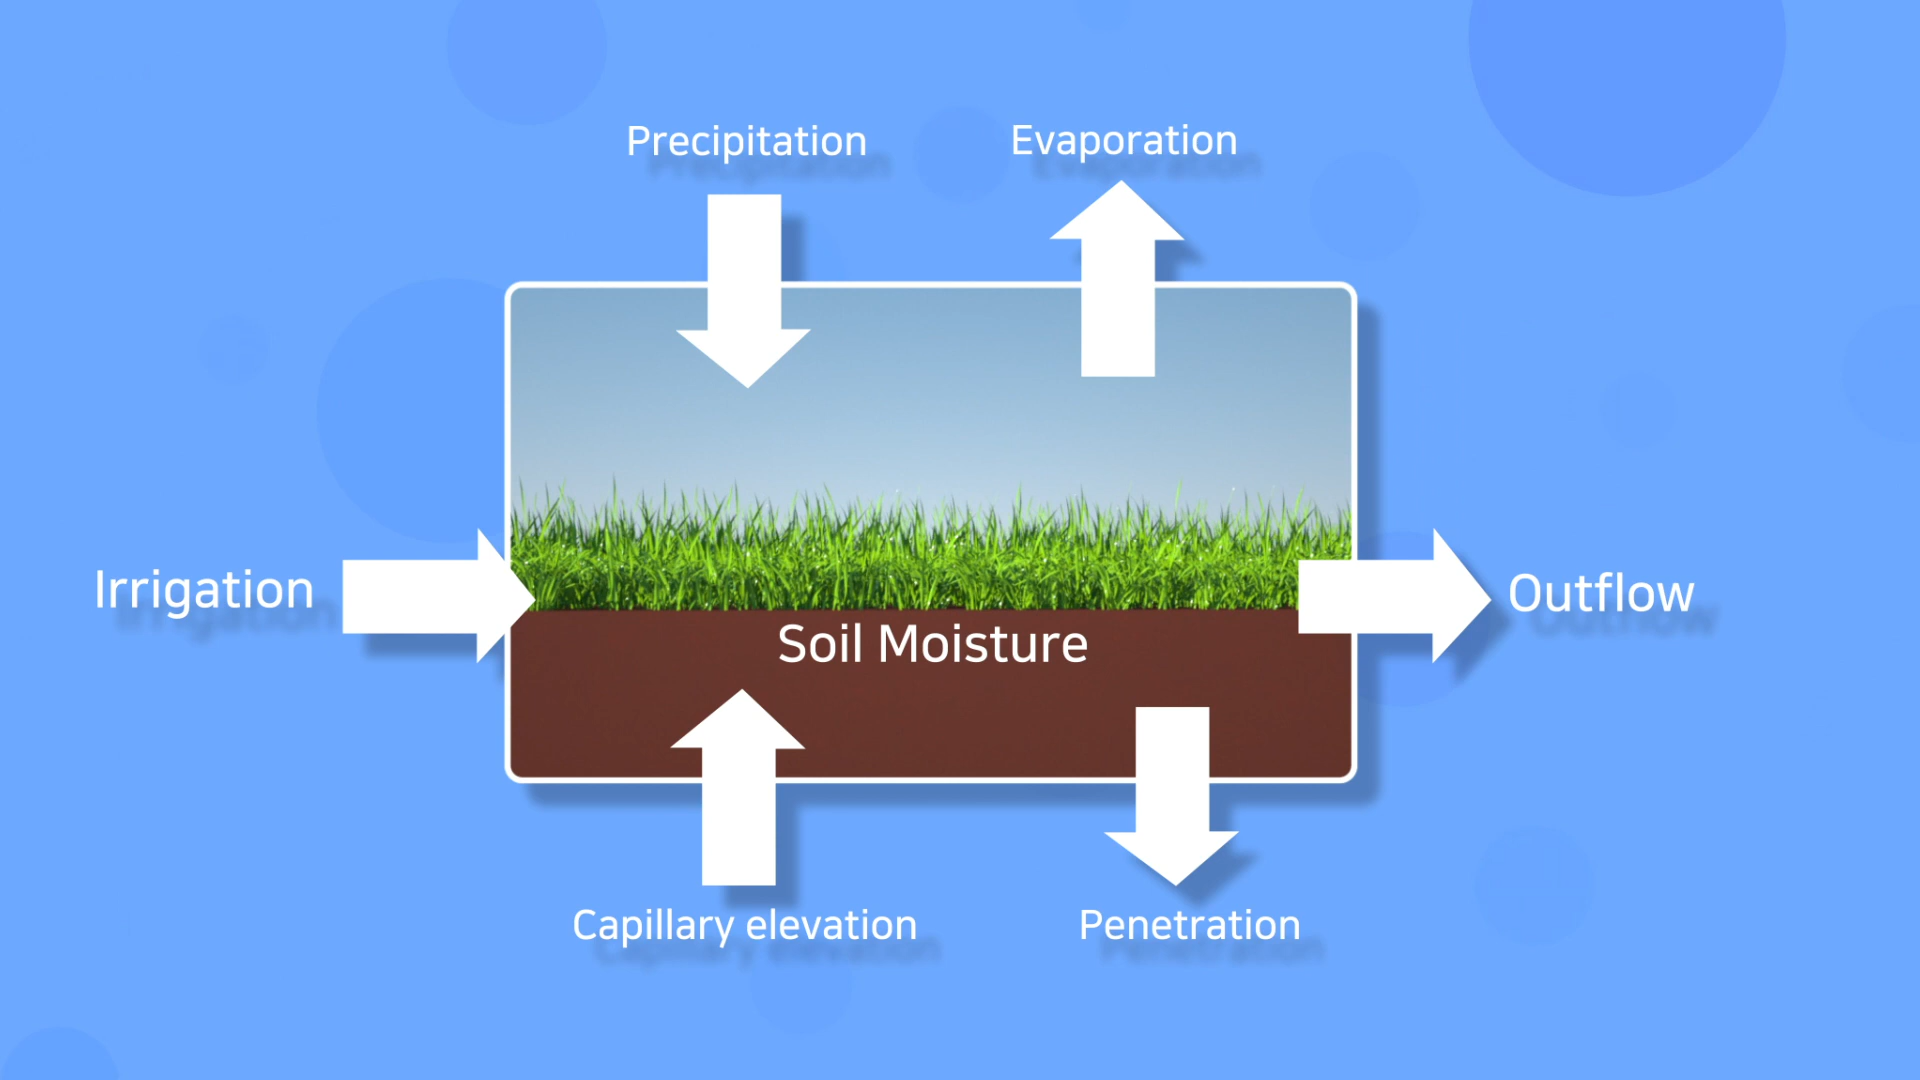 Precipitation
Evaporation
Irrigation
Outflow
Soil Moisture
Capillary elevation
Penetration